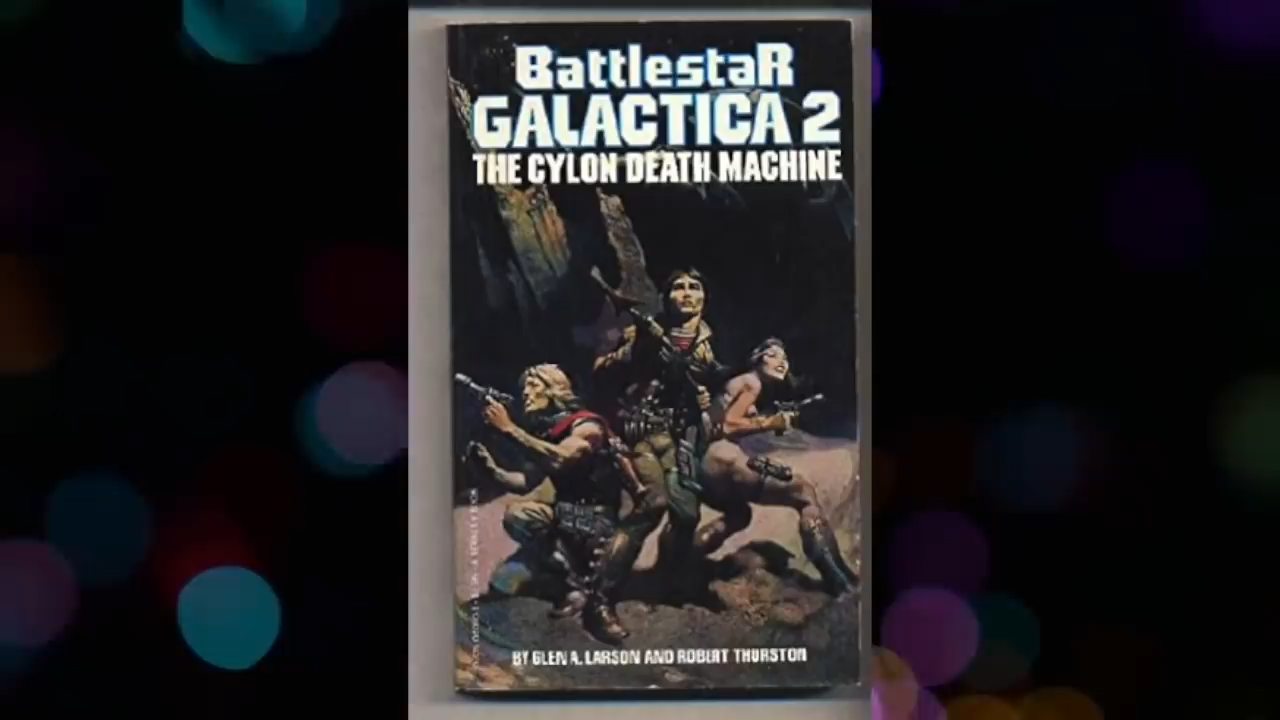 BattlestaR
GALACTICA 2
THE CYLON DEATH MACHINE
BY GLEN A. LARSON AND ROBERT THURSTON